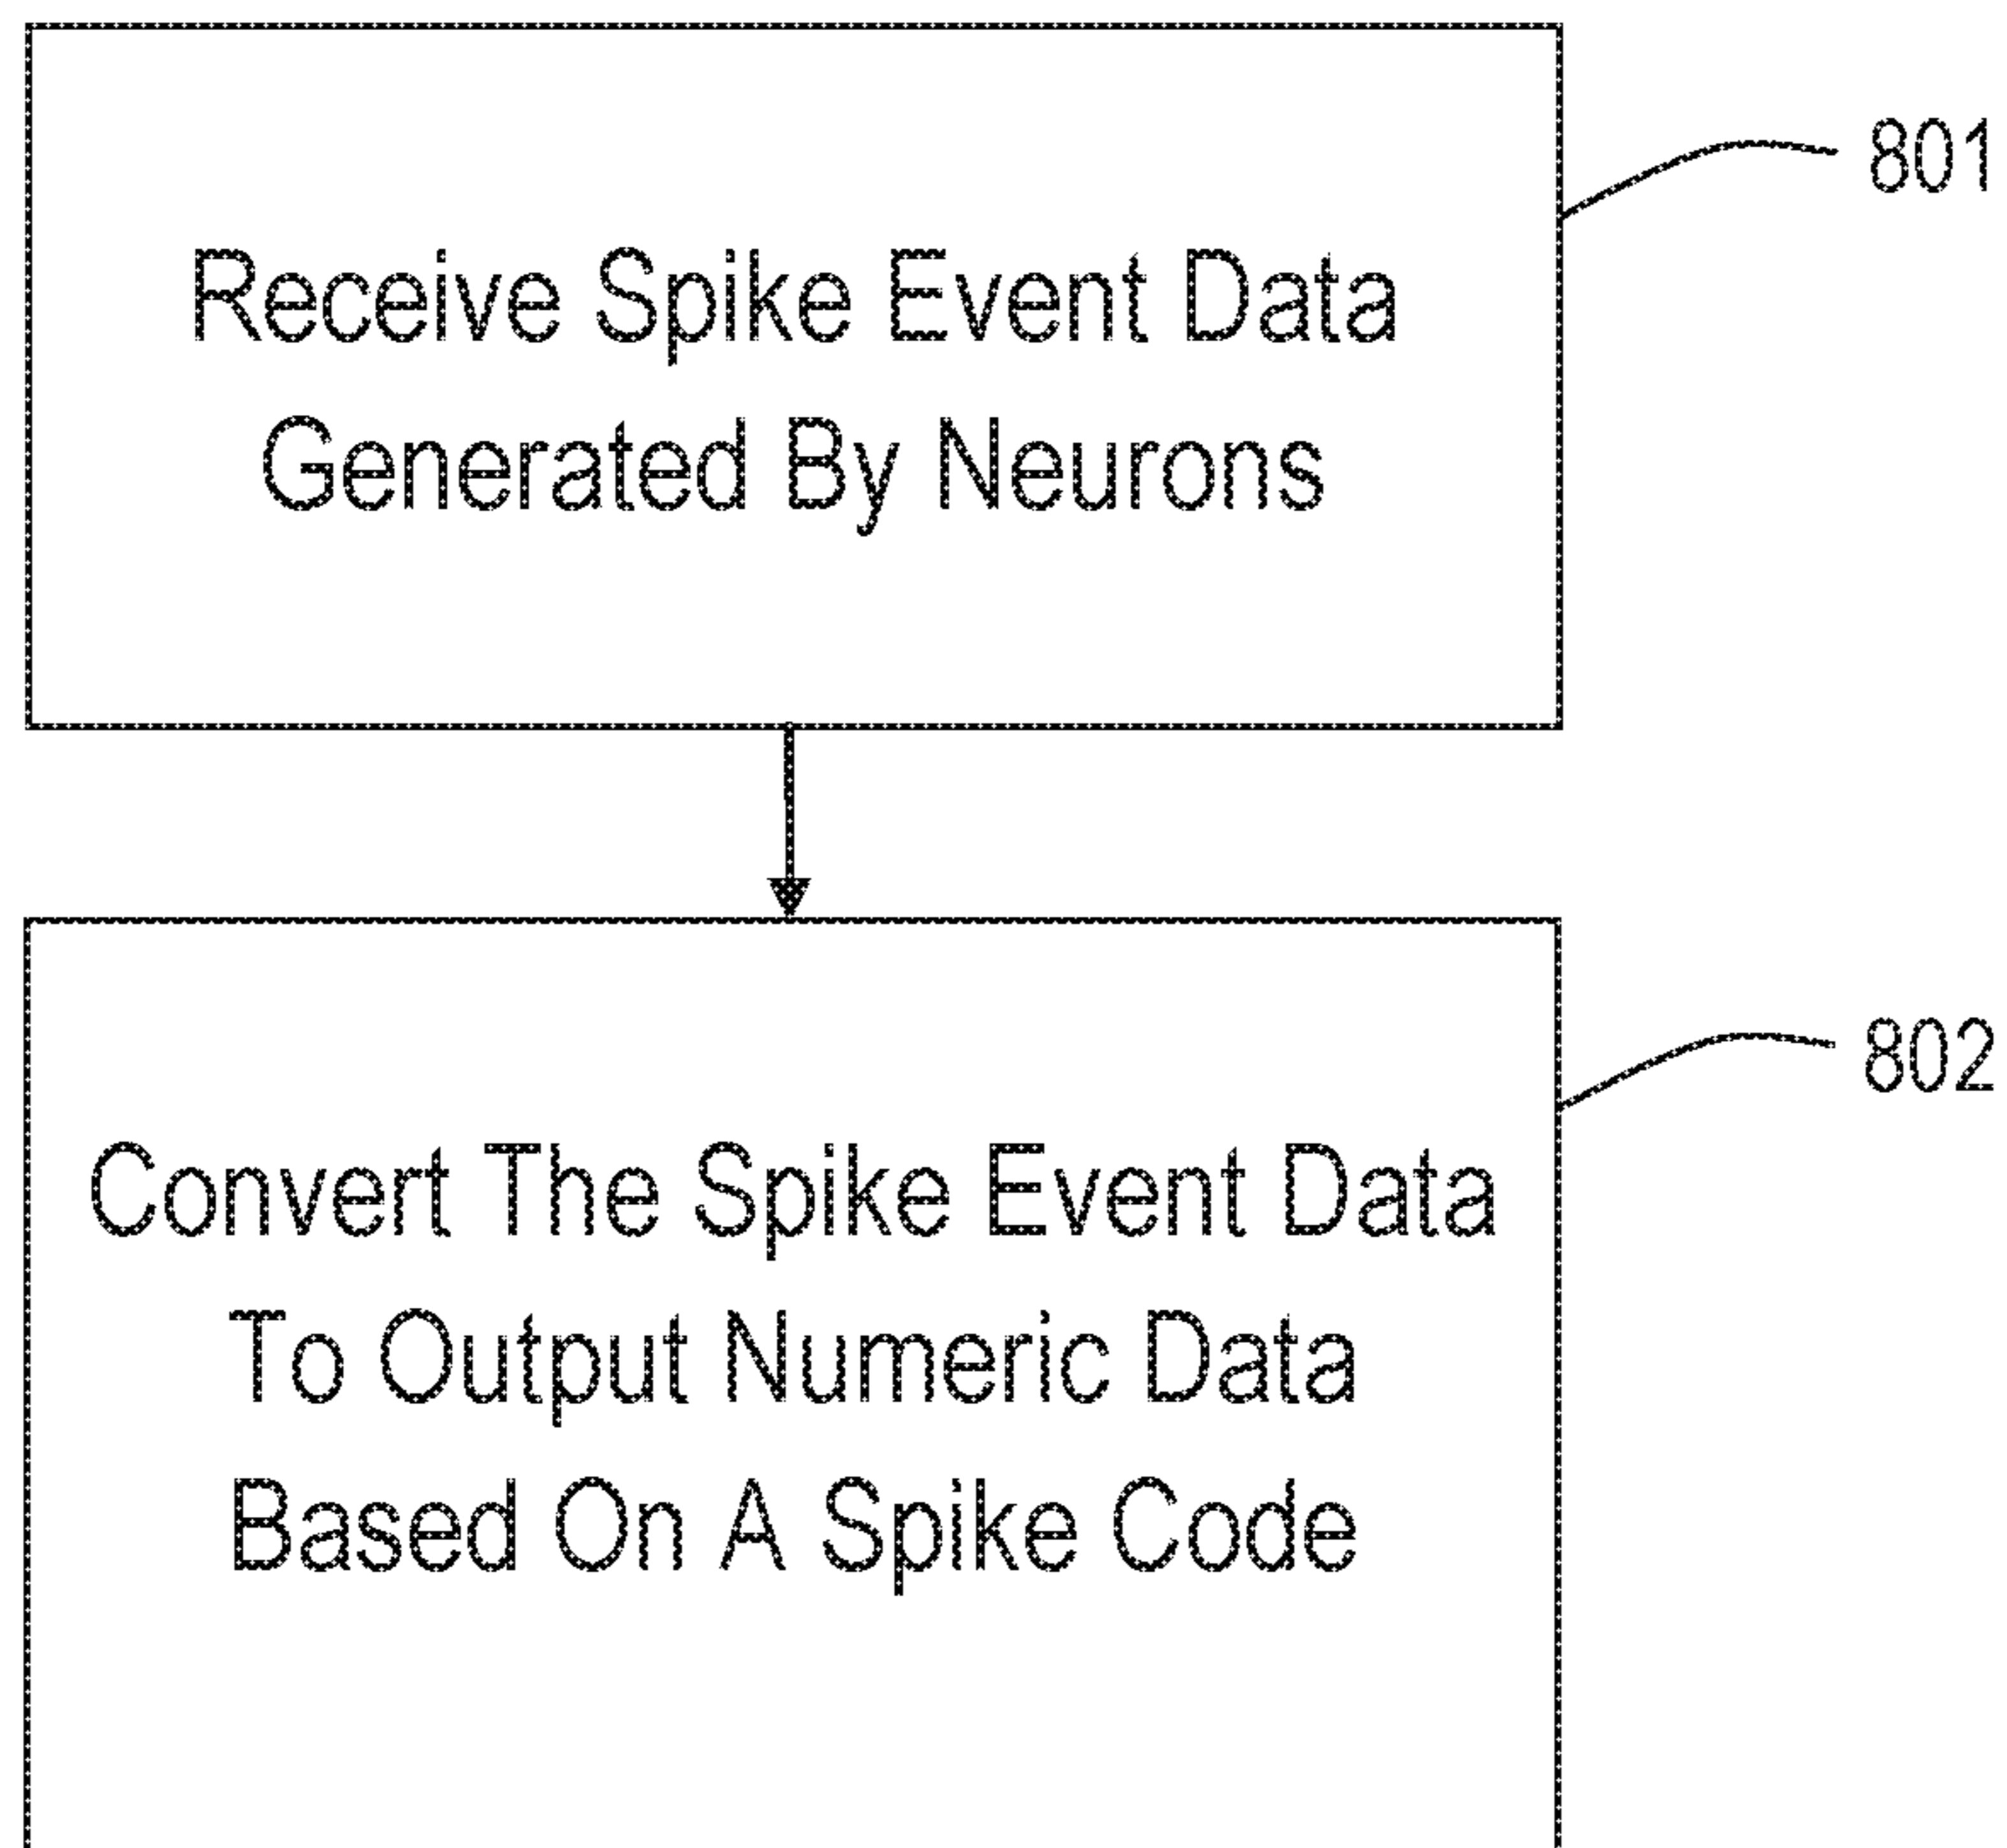 Receive Spike Event Data
Generated By Neurons
801
Convert The Spike Event Data
To Output Numeric Data
Based On A Spike Code
802